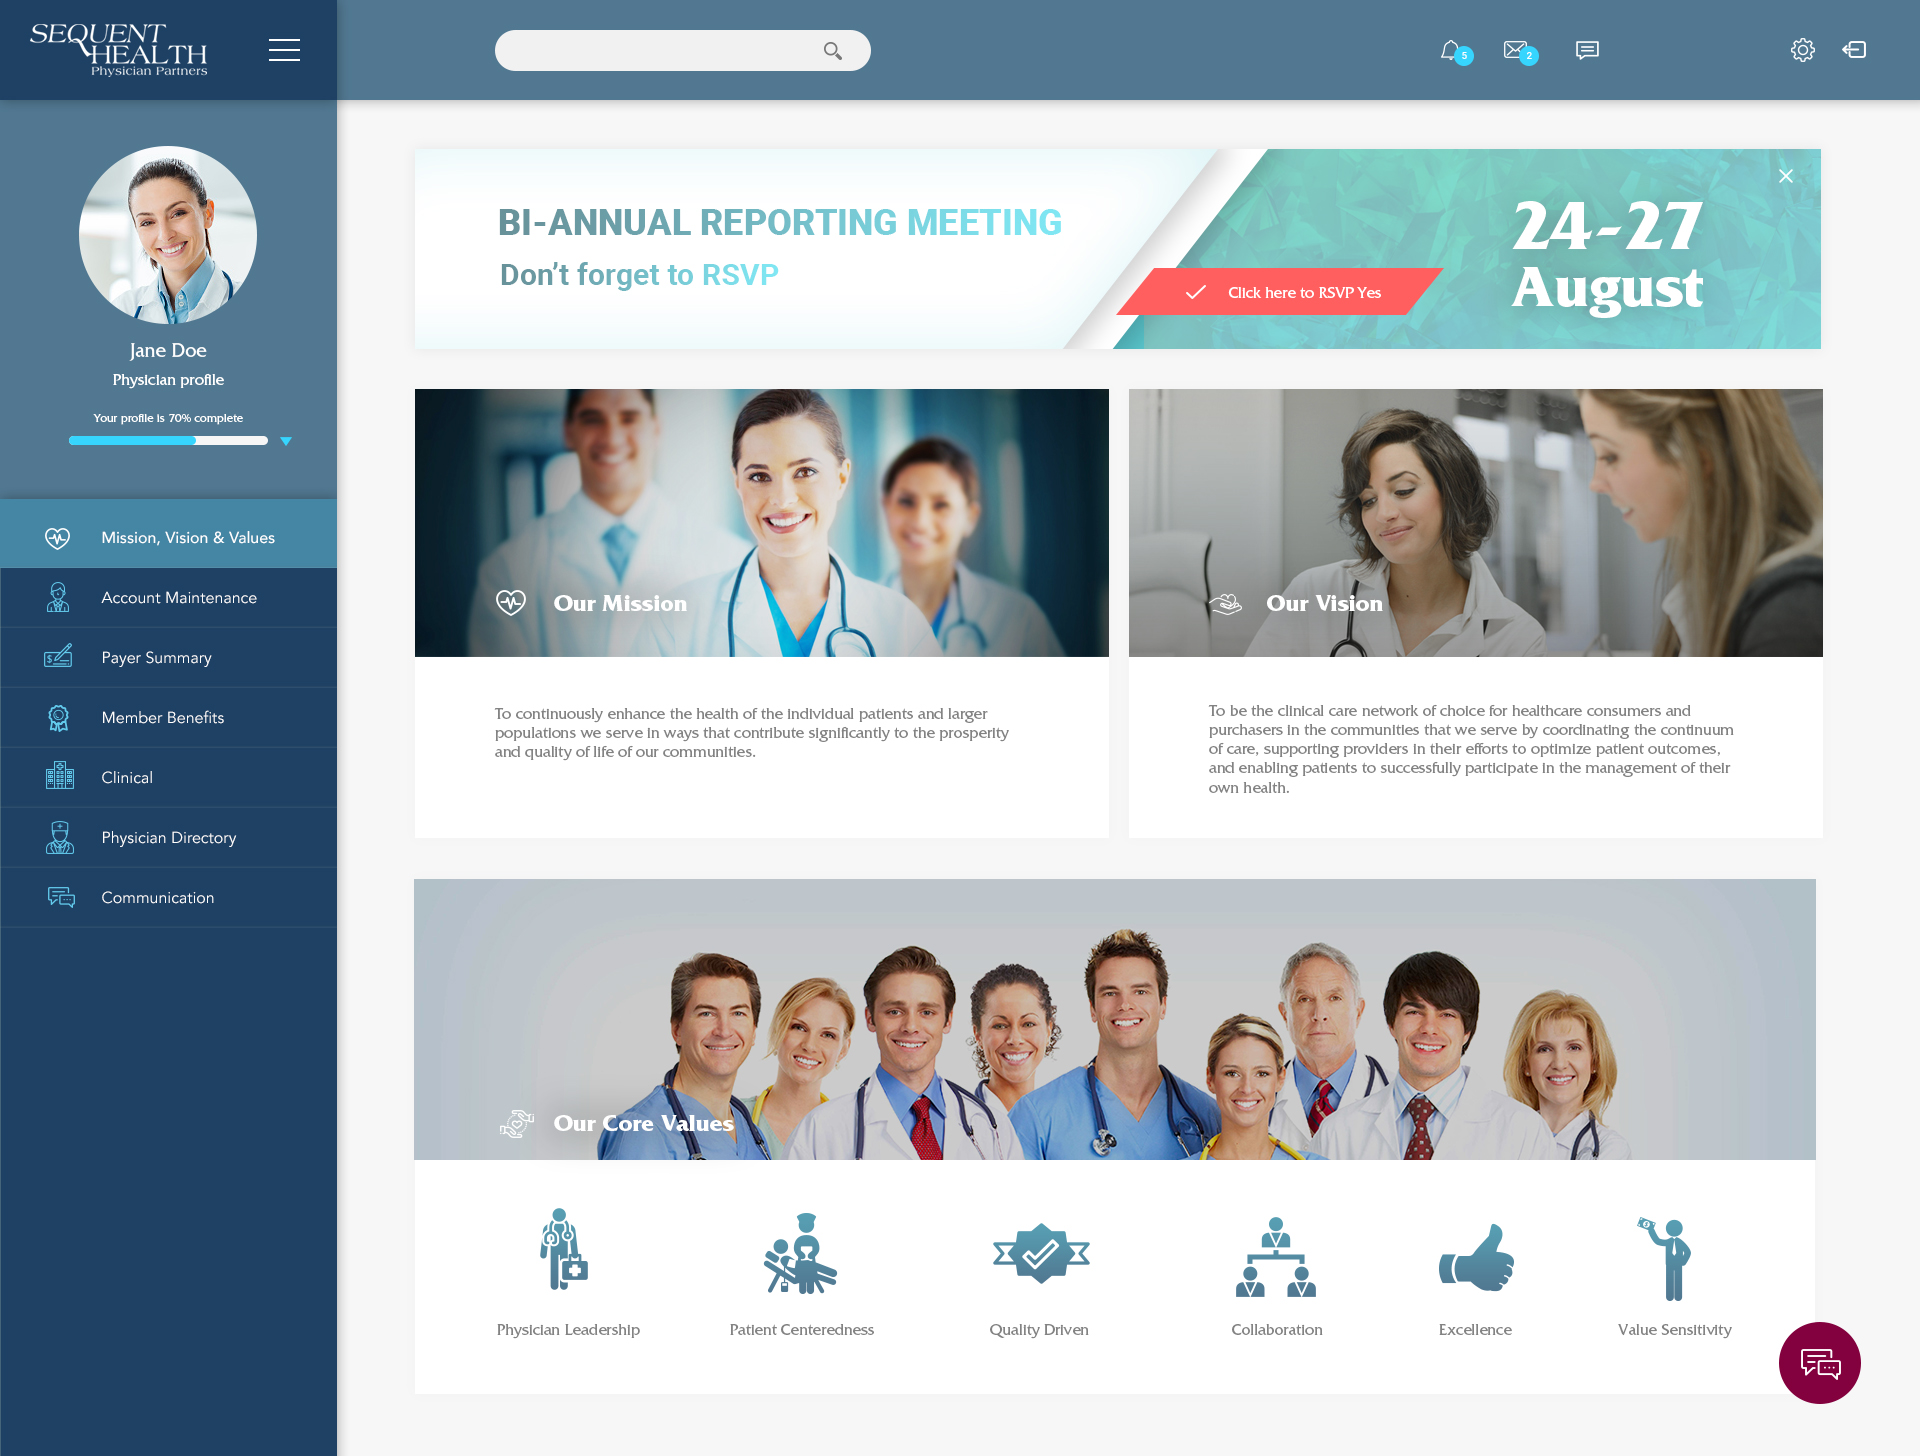 SEQUENT
HEALTH
Physician Partners
5
2
Jane Doe
Physician profile
Your profile is 70% complete
Mission, Vision & Values
Account Maintenance
Payer Summary
Member Benefits
Clinical
Physician Directory
Communication
BI-ANNUAL REPORTING MEETING
Don't forget to RSVP
Click here to RSVP Yes
24-27
August
Our Mission
To continuously enhance the health of the individual patients and larger
populations we serve in ways that contribute significantly to the prosperity
and quality of life of our communities.
Our Vision
To be the clinical care network of choice for healthcare consumers and
purchasers in the communities that we serve by coordinating the continuum
of care, supporting providers in their efforts to optimize patient outcomes,
and enabling patients to successfully participate in the management of their
own health.
Our Core Values
Physician Leadership
Patient Centeredness
Quality Driven
Collaboration
Excellence
Value Sensitivity